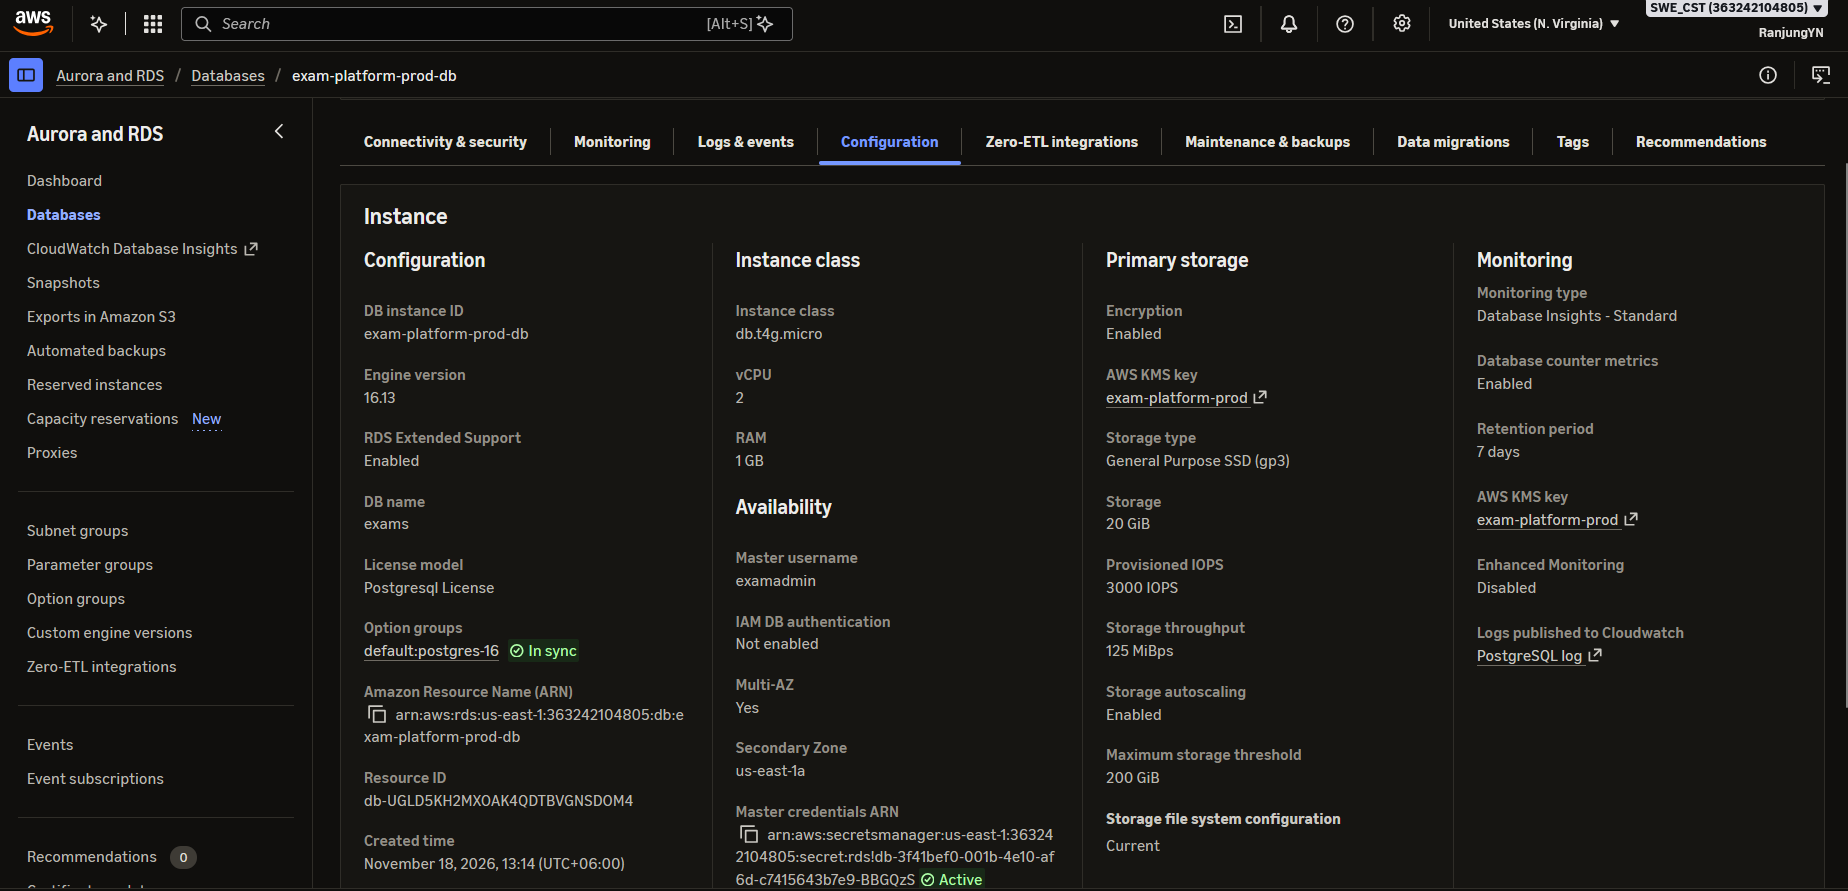 aws
Search
[Alt+S]
United States (N. Virginia)
SWE_CST (363242104805)
RanjungYN
Aurora and RDS / Databases / exam-platform-prod-db
Aurora and RDS
Dashboard
Databases
CloudWatch Database Insights
Snapshots
Exports in Amazon S3
Automated backups
Reserved instances
Capacity reservations New
Proxies
Subnet groups
Parameter groups
Option groups
Custom engine versions
Zero-ETL integrations
Events
Event subscriptions
Recommendations 0
Connectivity & security
Monitoring
Logs & events
Configuration
Zero-ETL integrations
Maintenance & backups
Data migrations
Tags
Recommendations
Instance
Configuration
DB instance ID
exam-platform-prod-db
Engine version
16.13
RDS Extended Support
Enabled
DB name
exams
License model
Postgresql License
Option groups
default:postgres-16 In sync
Amazon Resource Name (ARN)
arn:aws:rds:us-east-1:363242104805:db:e
xam-platform-prod-db
Resource ID
db-UGLD5KH2MXOAK4QDTBVGNSDOM4
Created time
November 18, 2026, 13:14 (UTC+06:00)
Instance class
Instance class
db.t4g.micro
vCPU
2
RAM
1 GB
Availability
Master username
examadmin
IAM DB authentication
Not enabled
Multi-AZ
Yes
Secondary Zone
us-east-1a
Master credentials ARN
arn:aws:secretsmanager:us-east-1:36324
2104805:secret:rds!db-3f41bef0-001b-4e10-af
6d-c7415643b7e9-BBGQzS Active
Primary storage
Encryption
Enabled
AWS KMS key
exam-platform-prod
Storage type
General Purpose SSD (gp3)
Storage
20 GiB
Provisioned IOPS
3000 IOPS
Storage throughput
125 MiBps
Storage autoscaling
Enabled
Maximum storage threshold
200 GiB
Storage file system configuration
Current
Monitoring
Monitoring type
Database Insights - Standard
Database counter metrics
Enabled
Retention period
7 days
AWS KMS key
exam-platform-prod
Enhanced Monitoring
Disabled
Logs published to Cloudwatch
PostgreSQL log